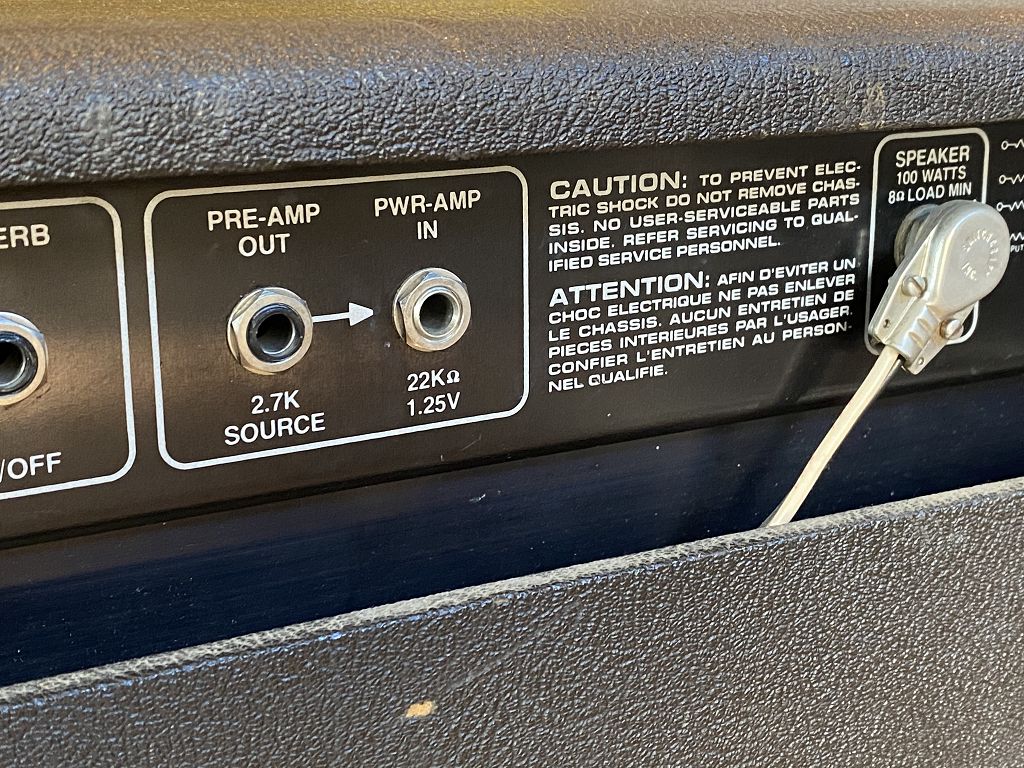 ERB
/OFF
PRE-AMP
OUT
PWR-AMP
IN
2.7K
SOURCE
22KΩ
1.25V
CAUTION: TO PREVENT ELEC-
TRIC SHOCK DO NOT REMOVE CHAS-
SIS. NO USER-SERVICEABLE PARTS
INSIDE. REFER SERVICING TO QUAL-
IFIED SERVICE PERSONNEL.
ATTENTION: AFIN D'EVITER UN
CHOC ELECTRIQUE NE PAS ENLEVER
LE CHASSIS. AUCUN ENTRETIEN DE
PIECES INTERIEURES PAR L'USAGER.
CONFIER L'ENTRETIEN AU PERSON-
NEL QUALIFIE.
SPEAKER
100 WATTS
8Ω LOAD MIN
PUT